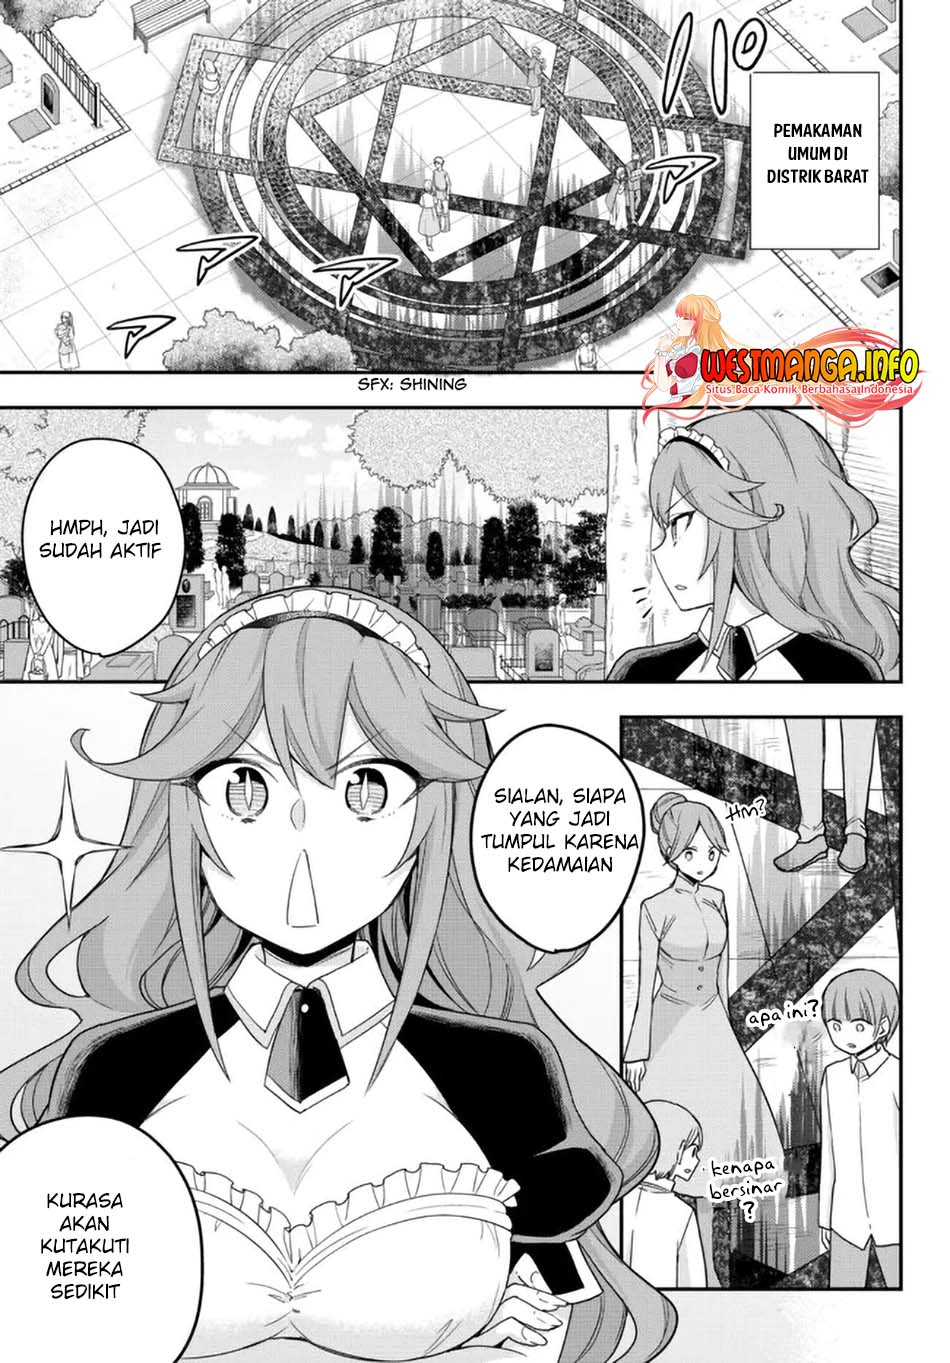 PEMAKAMAN
UMUM DI
DISTRIK BARAT
SFX: SHINING
WESTMANGA.INFO
Situs Baca Komik Berbahasa Indonesia
HMPH, JADI
SUDAH AKTIF
SIALAN, SIAPA
YANG JADI
TUMPUL KARENA
KEDAMAIAN
Hm?
apa ini?
kenapa
bersinar
?
KURASA
AKAN
KUTAKUTI
MEREKA
SEDIKIT